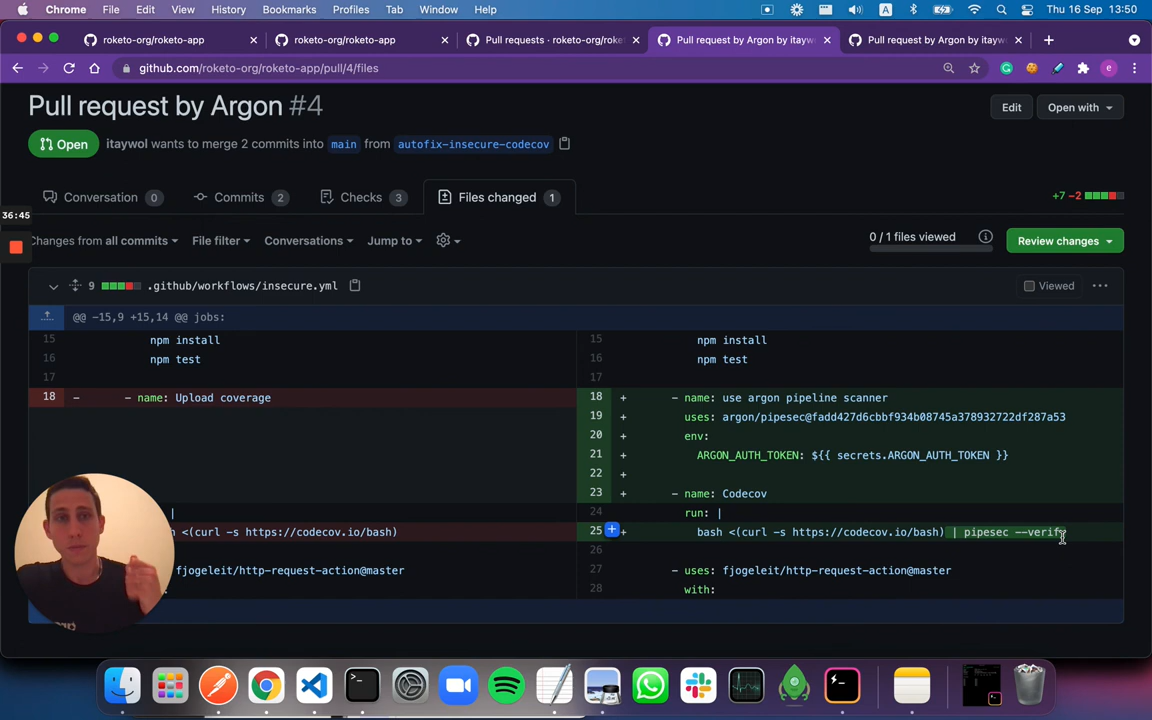 Chrome File Edit View History Bookmarks Profiles Tab Window Help A Thu 16 Sep 13:50
roketo-org/roketo-app × roketo-org/roketo-app × Pull requests · roketo-org/roke × Pull request by Argon by itayw × Pull request by Argon by itayw × +
github.com/roketo-org/roketo-app/pull/4/files e
Pull request by Argon #4
Edit Open with
Open itaywol wants to merge 2 commits into main from autofix-insecure-codecov
Conversation 0 Commits 2 Checks 3 Files changed 1 +7 −2
36:45
Changes from all commits File filter Conversations Jump to 0 / 1 files viewed Review changes
9 .github/workflows/insecure.yml Viewed
@@ -15,9 +15,14 @@ jobs:
15 npm install 15 npm install
16 npm test 16 npm test
17 17
18 − - name: Upload coverage 18 + - name: use argon pipeline scanner
19 + uses: argon/pipesec@fadd427d6cbbf934b08745a378932722df287a53
20 + env:
21 + ARGON_AUTH_TOKEN: ${{ secrets.ARGON_AUTH_TOKEN }}
22 +
23 + - name: Codecov
| 24 run: |
<(curl -s https://codecov.io/bash) 25 + bash <(curl -s https://codecov.io/bash) | pipesec --verify
26
fjogeleit/http-request-action@master 27 - uses: fjogeleit/http-request-action@master
28 with: